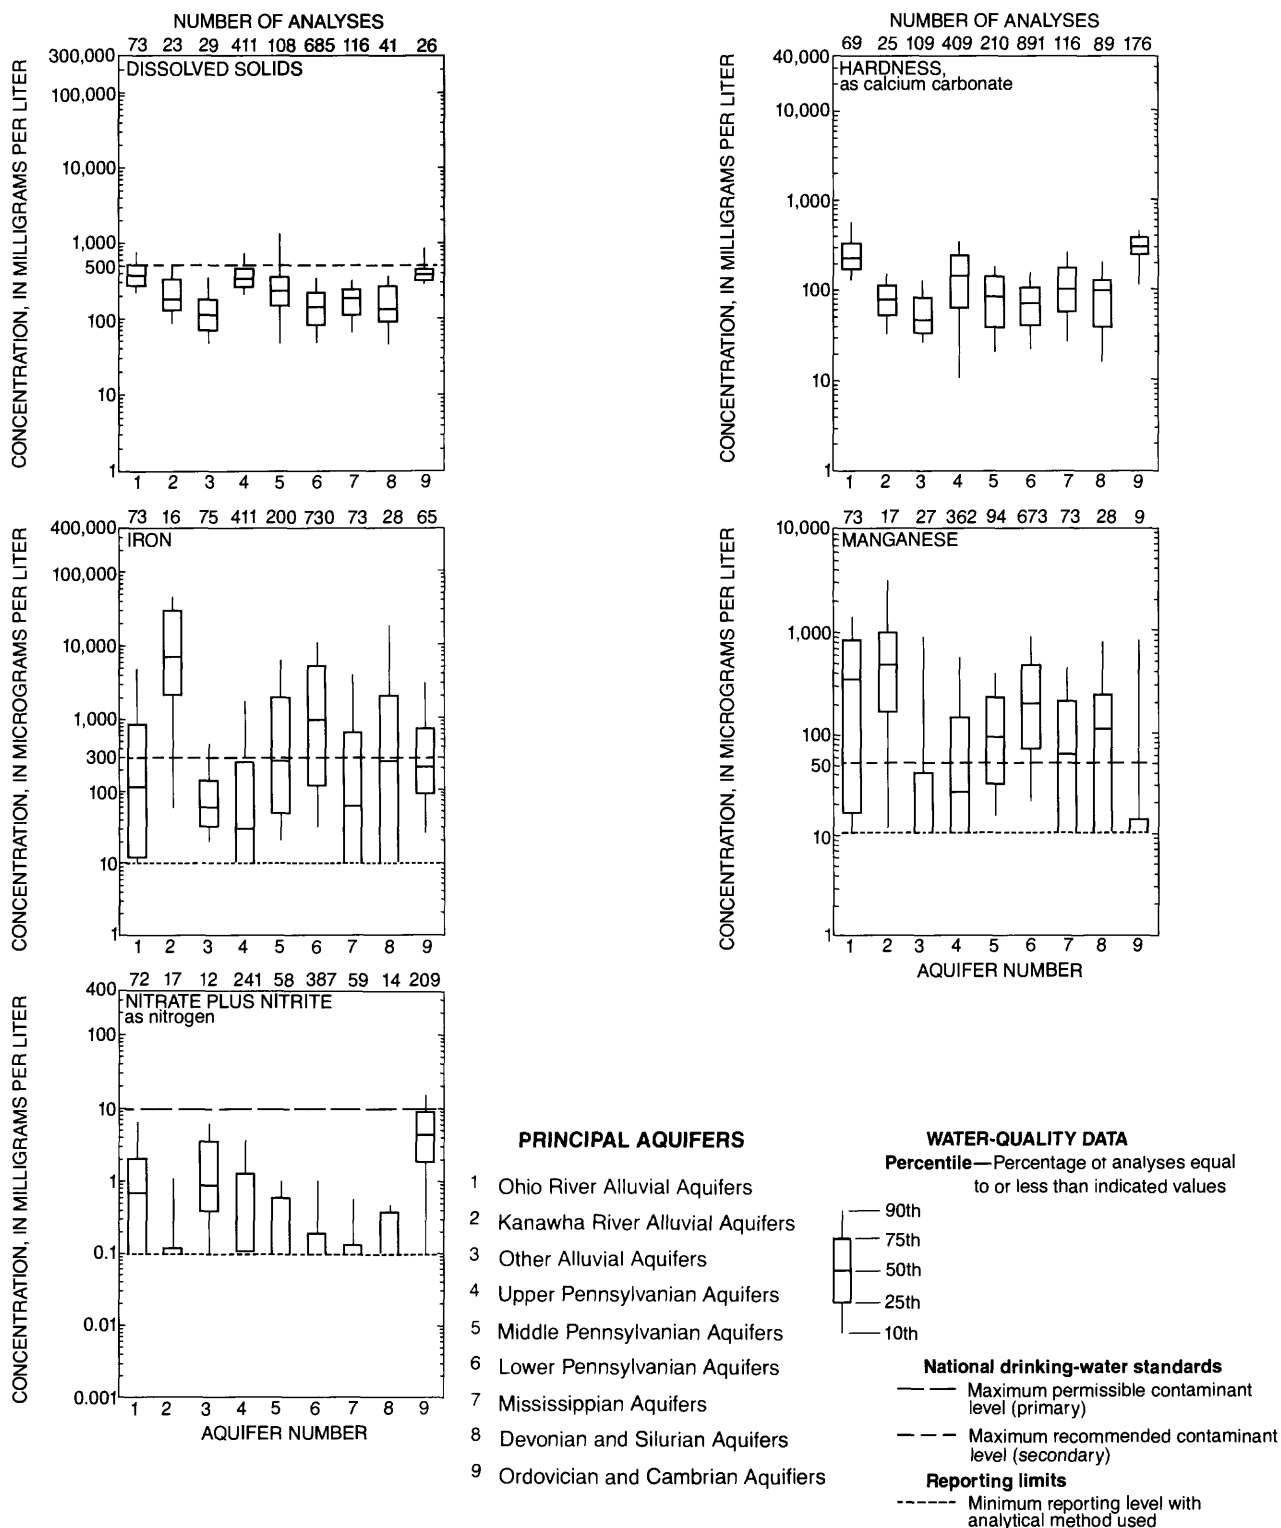 NUMBER OF ANALYSES
73 23 29 411 108 685 116 41 26
DISSOLVED SOLIDS
CONCENTRATION, IN MILLIGRAMS PER LITER
300,000
100,000
10,000
1,000
500
100
10
1
1 2 3 4 5 6 7 8 9
NUMBER OF ANALYSES
69 25 109 409 210 891 116 89 176
HARDNESS,
as calcium carbonate
CONCENTRATION, IN MILLIGRAMS PER LITER
40,000
10,000
1,000
100
10
1
1 2 3 4 5 6 7 8 9
73 16 75 411 200 730 73 28 65
IRON
CONCENTRATION, IN MICROGRAMS PER LITER
400,000
100,000
10,000
1,000
300
100
10
1
1 2 3 4 5 6 7 8 9
73 17 27 362 94 673 73 28 9
MANGANESE
CONCENTRATION, IN MICROGRAMS PER LITER
10,000
1,000
100
50
10
1
1 2 3 4 5 6 7 8 9
AQUIFER NUMBER
72 17 12 241 58 387 59 14 209
NITRATE PLUS NITRITE
as nitrogen
CONCENTRATION, IN MILLIGRAMS PER LITER
400
100
10
1
0.1
0.01
0.001
1 2 3 4 5 6 7 8 9
AQUIFER NUMBER
PRINCIPAL AQUIFERS
1 Ohio River Alluvial Aquifers
2 Kanawha River Alluvial Aquifers
3 Other Alluvial Aquifers
4 Upper Pennsylvanian Aquifers
5 Middle Pennsylvanian Aquifers
6 Lower Pennsylvanian Aquifers
7 Mississippian Aquifers
8 Devonian and Silurian Aquifers
9 Ordovician and Cambrian Aquifiers
WATER-QUALITY DATA
Percentile—Percentage of analyses equal
to or less than indicated values
90th
75th
50th
25th
10th
National drinking-water standards
Maximum permissible contaminant
level (primary)
Maximum recommended contaminant
level (secondary)
Reporting limits
Minimum reporting level with
analytical method used